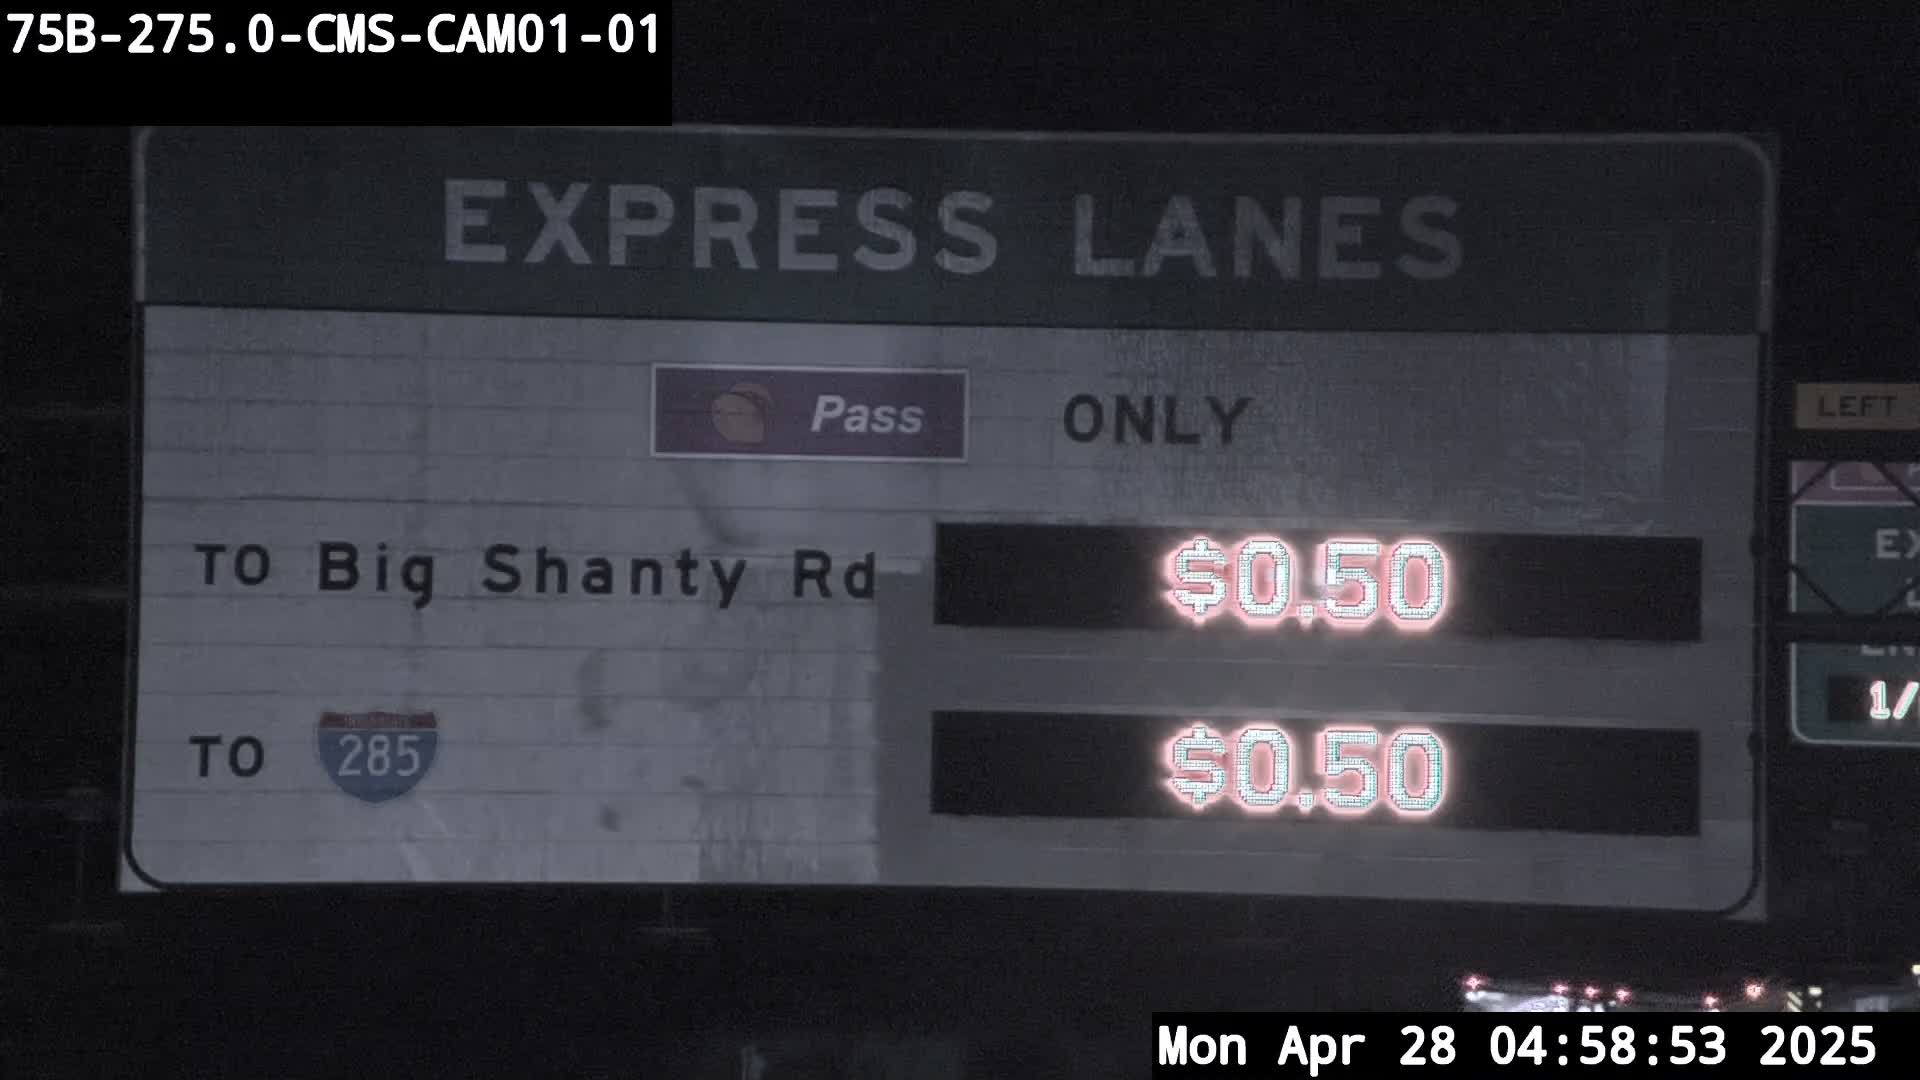 75B-275.0-CMS-CAM01-01
EXPRESS LANES
Pass ONLY
TO Big Shanty Rd $0.50
TO 285 $0.50
LEFT
1/
Mon Apr 28 04:58:53 2025